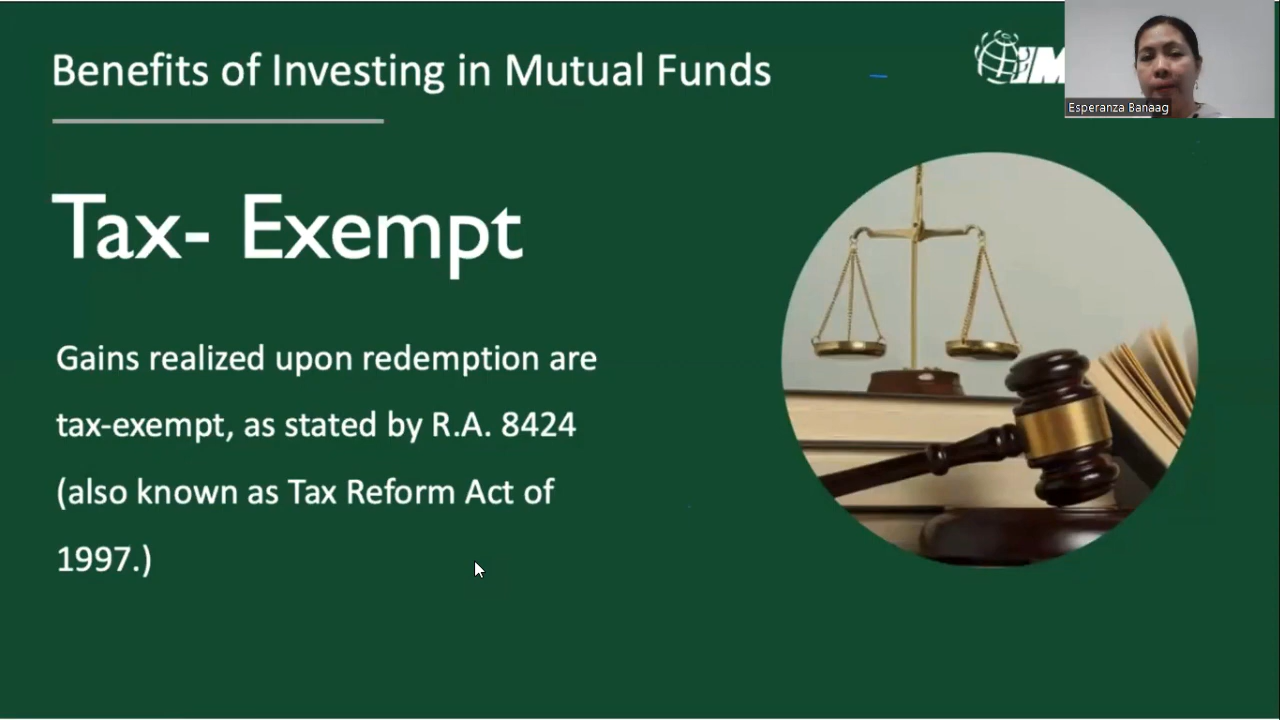 Benefits of Investing in Mutual Funds
IM
Esperanza Banaag
Tax- Exempt
Gains realized upon redemption are
tax-exempt, as stated by R.A. 8424
(also known as Tax Reform Act of
1997.)